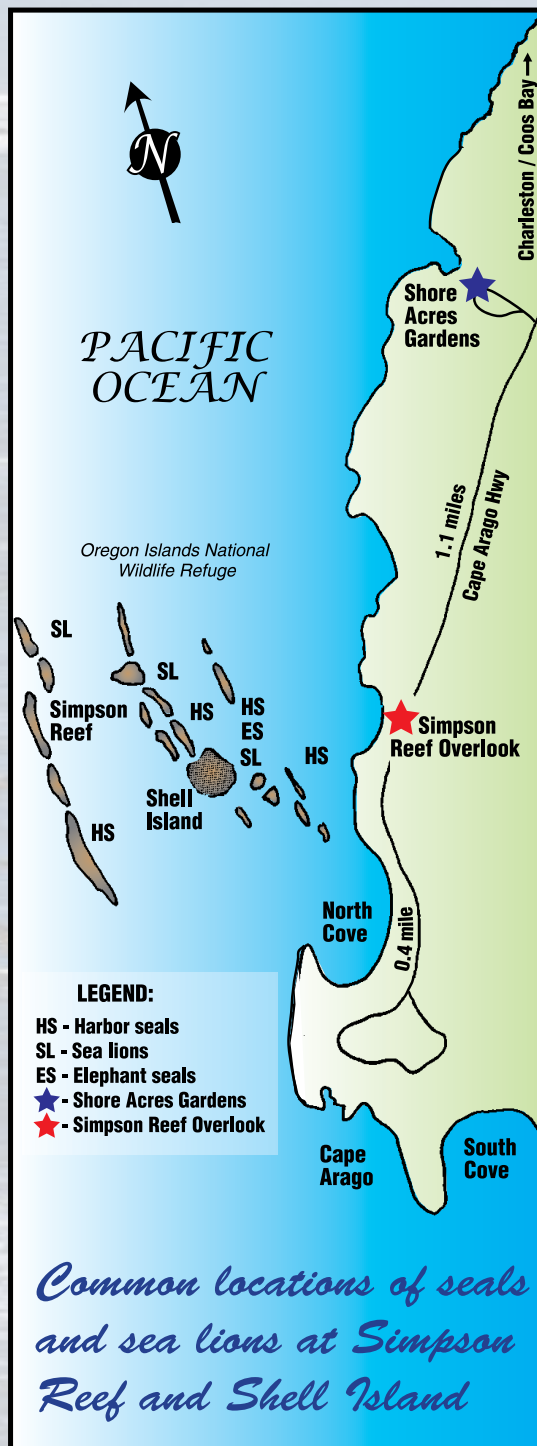 N
Charleston / Coos Bay
Shore
Acres
Gardens
PACIFIC
OCEAN
1.1 miles
Cape Arago Hwy
Oregon Islands National
Wildlife Refuge
SL
SL
Simpson
Reef
HS
HS
ES
SL
HS
Simpson
Reef Overlook
Shell
Island
HS
North
Cove
0.4 mile
LEGEND:
HS - Harbor seals
SL - Sea lions
ES - Elephant seals
- Shore Acres Gardens
- Simpson Reef Overlook
Cape
Arago
South
Cove
Common locations of seals
and sea lions at Simpson
Reef and Shell Island